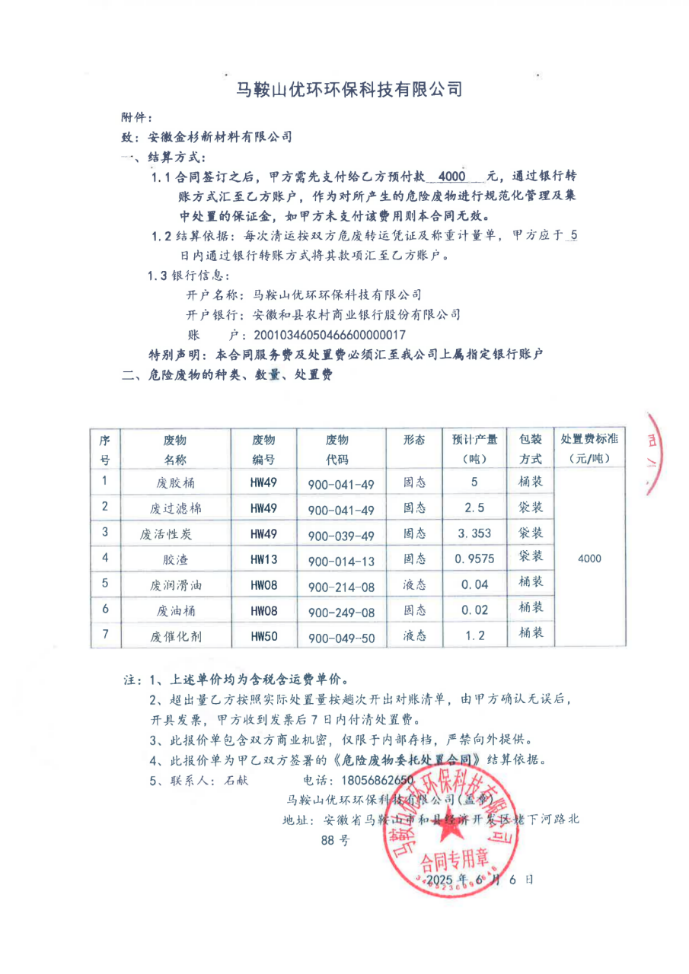 马鞍山优环环保科技有限公司
附件：
致：安徽金杉新材料有限公司
一、结算方式：
1.1 合同签订之后，甲方需先支付给乙方预付款 4000 元，通过银行转
账方式汇至乙方账户，作为对所产生的危险废物进行规范化管理及集
中处置的保证金，如甲方未支付该费用则本合同无效。
1.2 结算依据：每次清运按双方危废转运凭证及称重计量单，甲方应于 5
日内通过银行转账方式将其款项汇至乙方账户。
1.3 银行信息：
开户名称：马鞍山优环环保科技有限公司
开户银行：安徽和县农村商业银行股份有限公司
账 户：20010346050466600000017
特别声明：本合同服务费及处置费必须汇至我公司上属指定银行账户
二、危险废物的种类、数量、处置费
序号 废物名称 废物编号 废物代码 形态 预计产量（吨） 包装方式 处置费标准（元/吨）
1 废胶桶 HW49 900-041-49 固态 5 桶装
2 废过滤棉 HW49 900-041-49 固态 2.5 袋装
3 废活性炭 HW49 900-039-49 固态 3.353 袋装
4 胶渣 HW13 900-014-13 固态 0.9575 袋装 4000
5 废润滑油 HW08 900-214-08 液态 0.04 桶装
6 废油桶 HW08 900-249-08 固态 0.02 桶装
7 废催化剂 HW50 900-049-50 液态 1.2 桶装
注：1、上述单价均为含税含运费单价。
2、超出量乙方按照实际处置量按趟次开出对账清单，由甲方确认无误后，
开具发票，甲方收到发票后 7 日内付清处置费。
3、此报价单包含双方商业机密，仅限于内部存档，严禁向外提供。
4、此报价单为甲乙双方签署的《危险废物委托处置合同》结算依据。
5、联系人：石献 电话：18056862650
马鞍山优环环保科技有限公司(盖章)
地址：安徽省马鞍山市和县经济开发区姥下河路北
88 号
马鞍山优环环保科技有限公司
合同专用章
2025 年 6 月 6 日